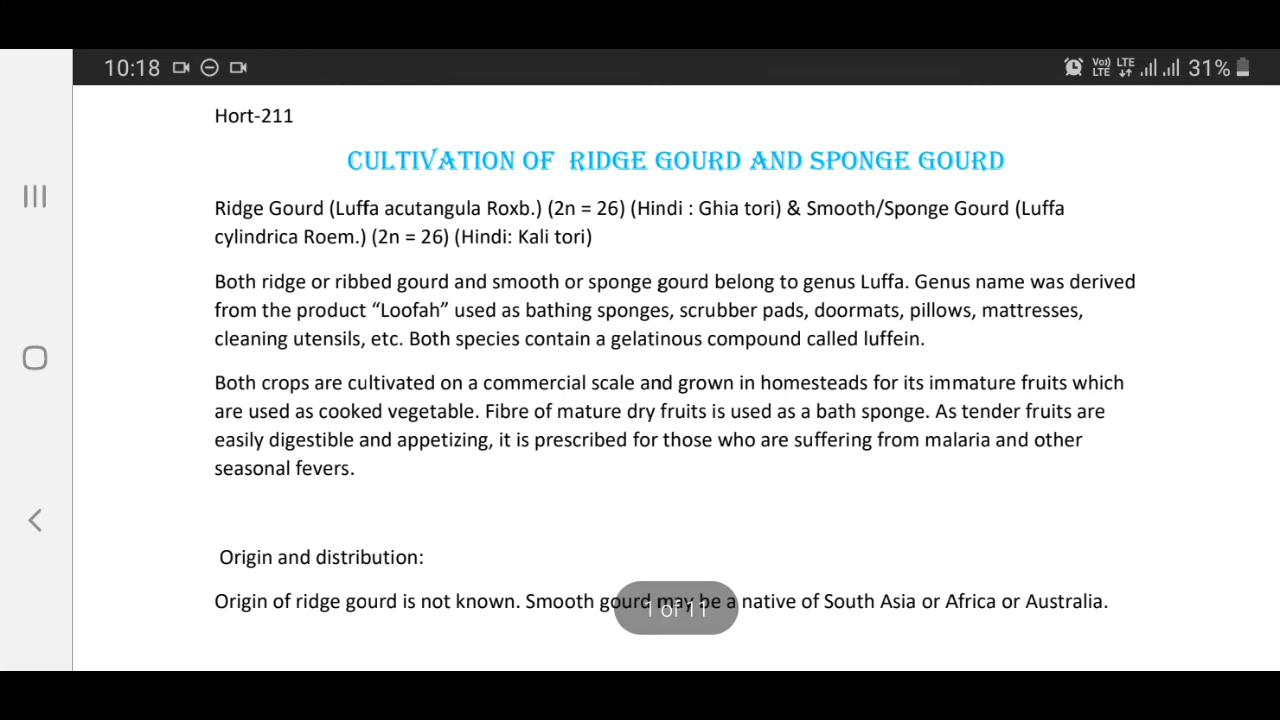 10:18
Vo)) LTE LTE 31%
Hort-211
CULTIVATION OF RIDGE GOURD AND SPONGE GOURD
Ridge Gourd (Luffa acutangula Roxb.) (2n = 26) (Hindi : Ghia tori) & Smooth/Sponge Gourd (Luffa
cylindrica Roem.) (2n = 26) (Hindi: Kali tori)
Both ridge or ribbed gourd and smooth or sponge gourd belong to genus Luffa. Genus name was derived
from the product “Loofah” used as bathing sponges, scrubber pads, doormats, pillows, mattresses,
cleaning utensils, etc. Both species contain a gelatinous compound called luffein.
Both crops are cultivated on a commercial scale and grown in homesteads for its immature fruits which
are used as cooked vegetable. Fibre of mature dry fruits is used as a bath sponge. As tender fruits are
easily digestible and appetizing, it is prescribed for those who are suffering from malaria and other
seasonal fevers.
Origin and distribution:
Origin of ridge gourd is not known. Smooth gourd may be a native of South Asia or Africa or Australia.
1 of 11